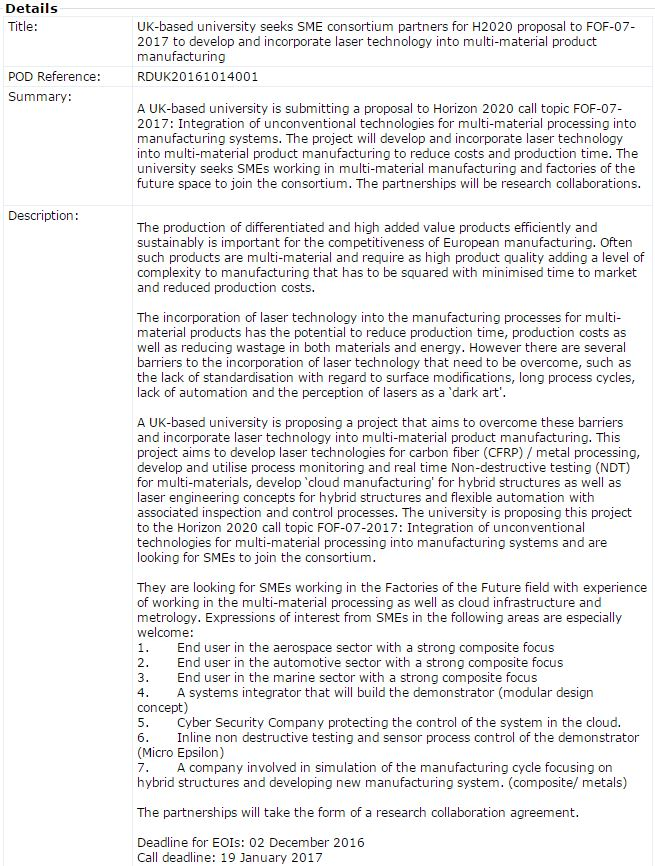 Details
Title: UK-based university seeks SME consortium partners for H2020 proposal to FOF-07-
2017 to develop and incorporate laser technology into multi-material product
manufacturing
POD Reference: RDUK20161014001
Summary:
A UK-based university is submitting a proposal to Horizon 2020 call topic FOF-07-
2017: Integration of unconventional technologies for multi-material processing into
manufacturing systems. The project will develop and incorporate laser technology
into multi-material product manufacturing to reduce costs and production time. The
university seeks SMEs working in multi-material manufacturing and factories of the
future space to join the consortium. The partnerships will be research collaborations.
Description:
The production of differentiated and high added value products efficiently and
sustainably is important for the competitiveness of European manufacturing. Often
such products are multi-material and require as high product quality adding a level of
complexity to manufacturing that has to be squared with minimised time to market
and reduced production costs.
The incorporation of laser technology into the manufacturing processes for multi-
material products has the potential to reduce production time, production costs as
well as reducing wastage in both materials and energy. However there are several
barriers to the incorporation of laser technology that need to be overcome, such as
the lack of standardisation with regard to surface modifications, long process cycles,
lack of automation and the perception of lasers as a 'dark art'.
A UK-based university is proposing a project that aims to overcome these barriers
and incorporate laser technology into multi-material product manufacturing. This
project aims to develop laser technologies for carbon fiber (CFRP) / metal processing,
develop and utilise process monitoring and real time Non-destructive testing (NDT)
for multi-materials, develop 'cloud manufacturing' for hybrid structures as well as
laser engineering concepts for hybrid structures and flexible automation with
associated inspection and control processes. The university is proposing this project
to the Horizon 2020 call topic FOF-07-2017: Integration of unconventional
technologies for multi-material processing into manufacturing systems and are
looking for SMEs to join the consortium.
They are looking for SMEs working in the Factories of the Future field with experience
of working in the multi-material processing as well as cloud infrastructure and
metrology. Expressions of interest from SMEs in the following areas are especially
welcome:
1. End user in the aerospace sector with a strong composite focus
2. End user in the automotive sector with a strong composite focus
3. End user in the marine sector with a strong composite focus
4. A systems integrator that will build the demonstrator (modular design
concept)
5. Cyber Security Company protecting the control of the system in the cloud.
6. Inline non destructive testing and sensor process control of the demonstrator
(Micro Epsilon)
7. A company involved in simulation of the manufacturing cycle focusing on
hybrid structures and developing new manufacturing system. (composite/ metals)
The partnerships will take the form of a research collaboration agreement.
Deadline for EOIs: 02 December 2016
Call deadline: 19 January 2017